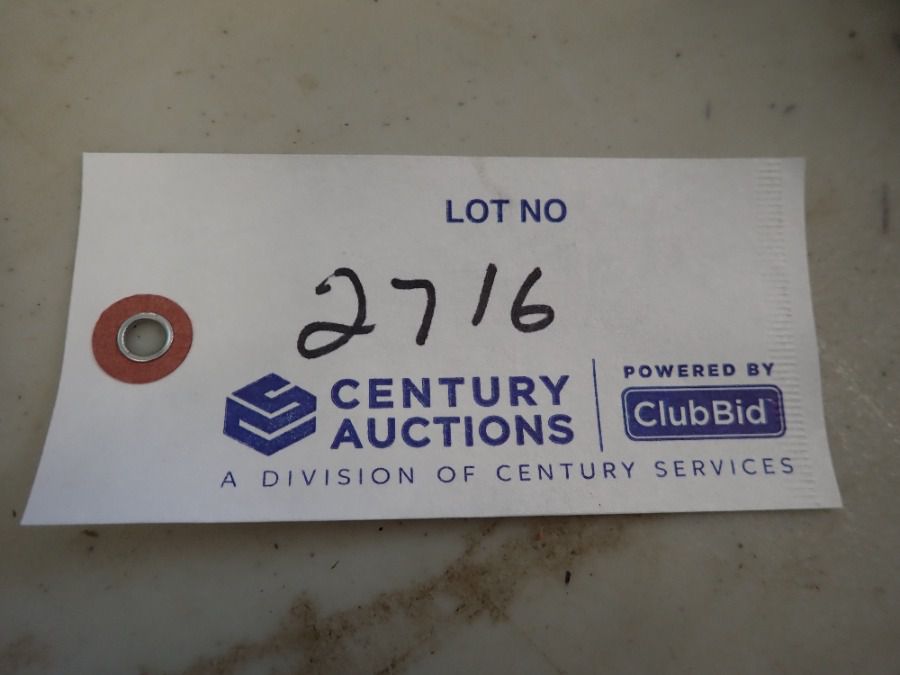 LOT NO
2716
CENTURY
AUCTIONS
POWERED BY
ClubBid
A DIVISION OF CENTURY SERVICES